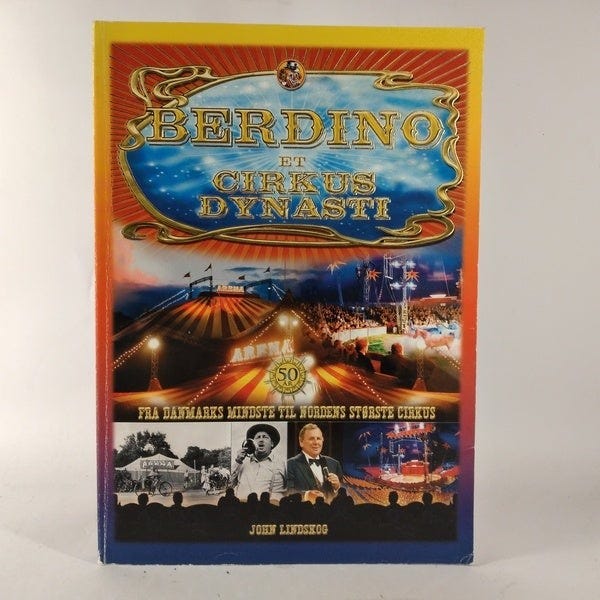 BERDINO
ET
CIRKUS
DYNASTI
ARENA
ARENA
50
ÅR
FRA DANMARKS MINDSTE TIL NORDENS STØRSTE CIRKUS
ARENA
JOHN LINDSKOG